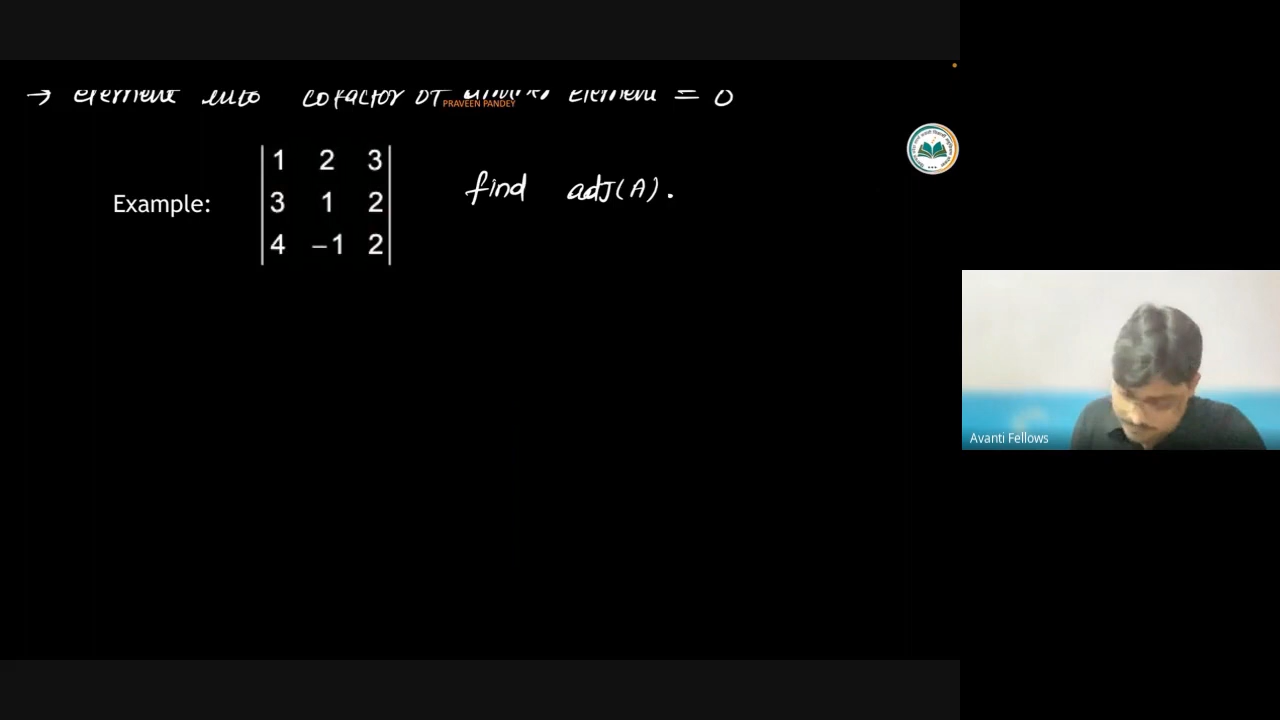 → element into cofactor of element = 0
PRAVEEN PANDEY
Example:
1 2 3
3 1 2
4 –1 2
find adj(A).
Avanti Fellows